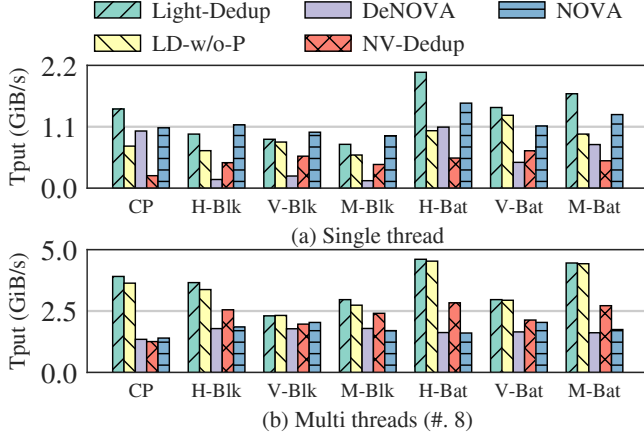 Light-Dedup DeNOVA NOVA
LD-w/o-P NV-Dedup
Tput (GiB/s)
2.2
1.1
0.0
CP H-Blk V-Blk M-Blk H-Bat V-Bat M-Bat
(a) Single thread
Tput (GiB/s)
5.0
2.5
0.0
CP H-Blk V-Blk M-Blk H-Bat V-Bat M-Bat
(b) Multi threads (#. 8)